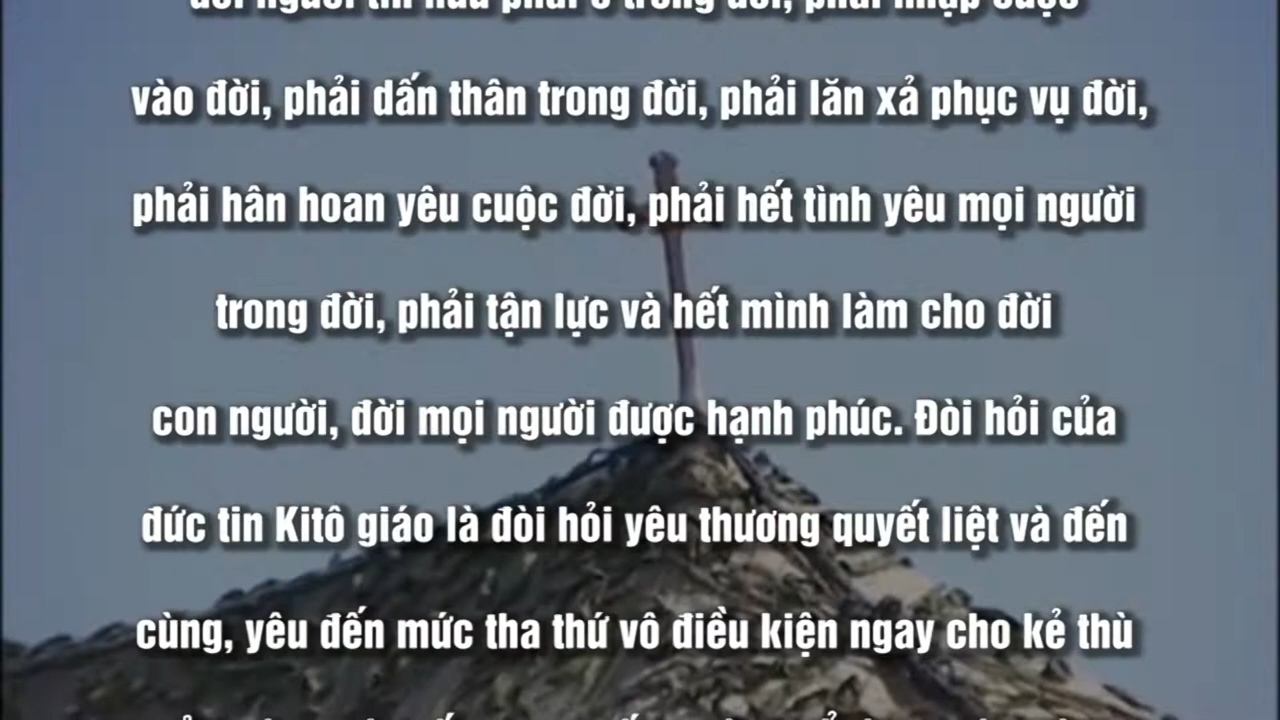 vào đời, phải dấn thân trong đời, phải lăn xả phục vụ đời,
phải hân hoan yêu cuộc đời, phải hết tình yêu mọi người
trong đời, phải tận lực và hết mình làm cho đời
con người, đời mọi người được hạnh phúc. Đòi hỏi của
đức tin Kitô giáo là đòi hỏi yêu thương quyết liệt và đến
cùng, yêu đến mức tha thứ vô điều kiện ngay cho kẻ thù